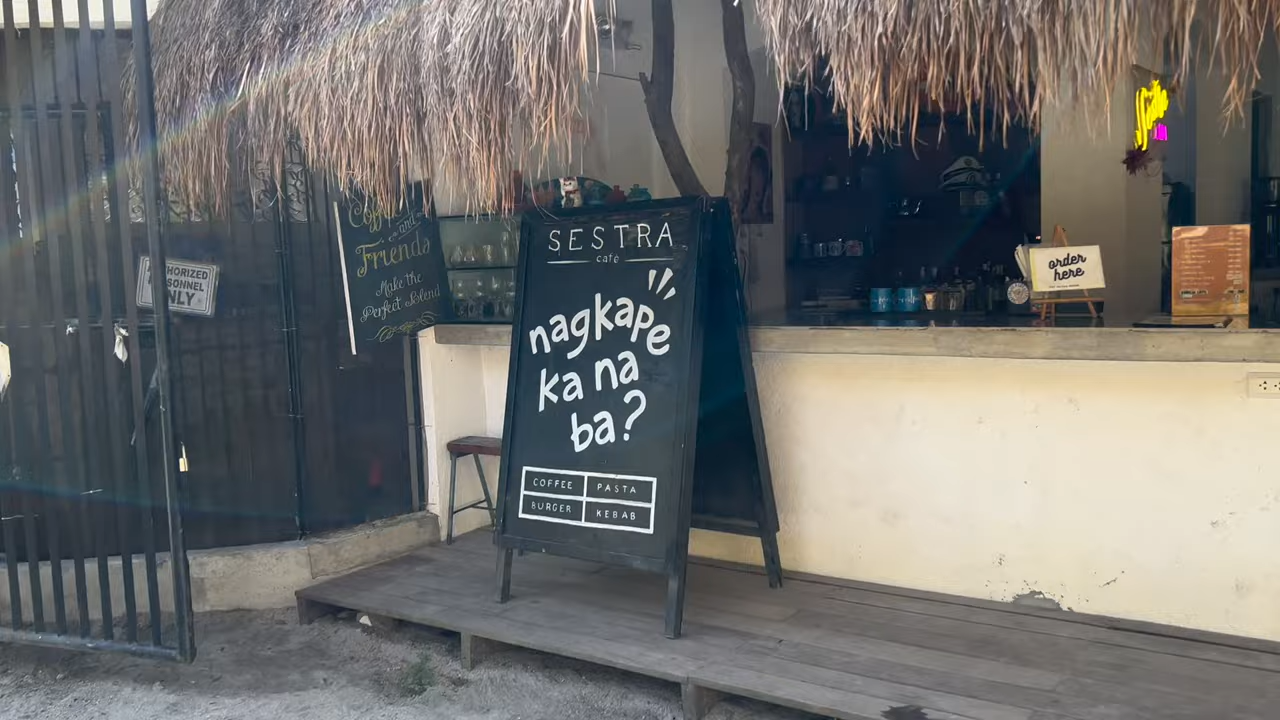 SESTRA
café
nagkape
ka na
ba?
COFFEE PASTA
BURGER KEBAB
Coffee
and
Friends
Make the
Perfect Blend
HORIZED
SONNEL
ONLY
order
here